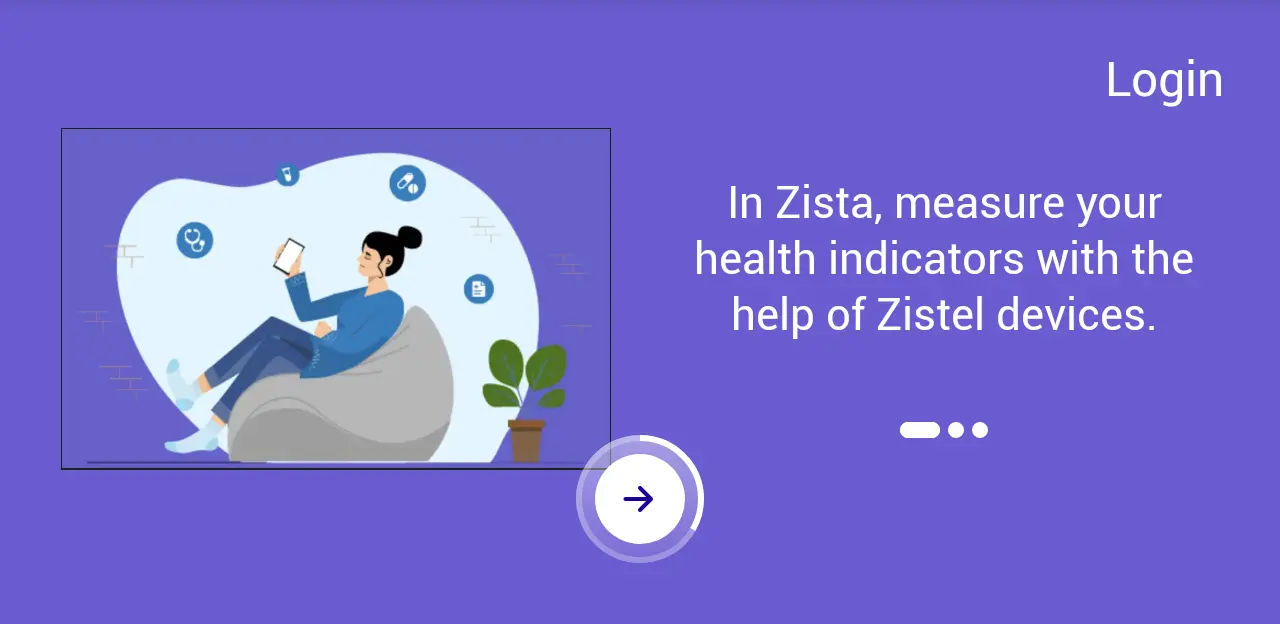 Login
In Zista, measure your
health indicators with the
help of Zistel devices.